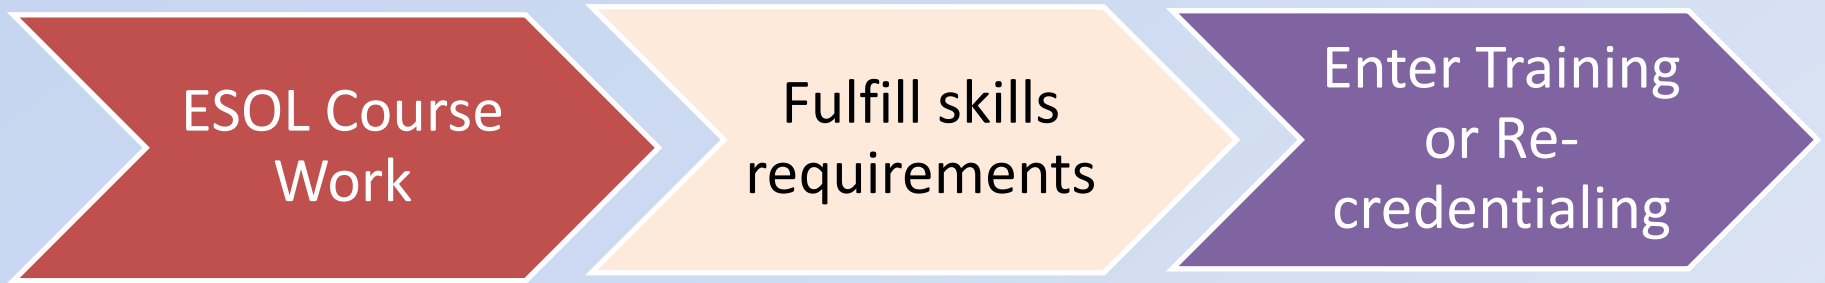 ESOL Course
Work
Fulfill skills
requirements
Enter Training
or Re-
credentialing